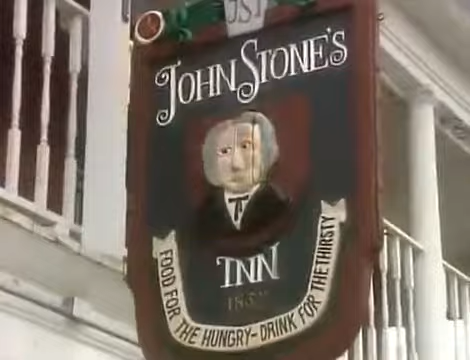 JOHN STONE'S
INN
FOOD FOR THE HUNGRY-DRINK FOR THE THIRSTY